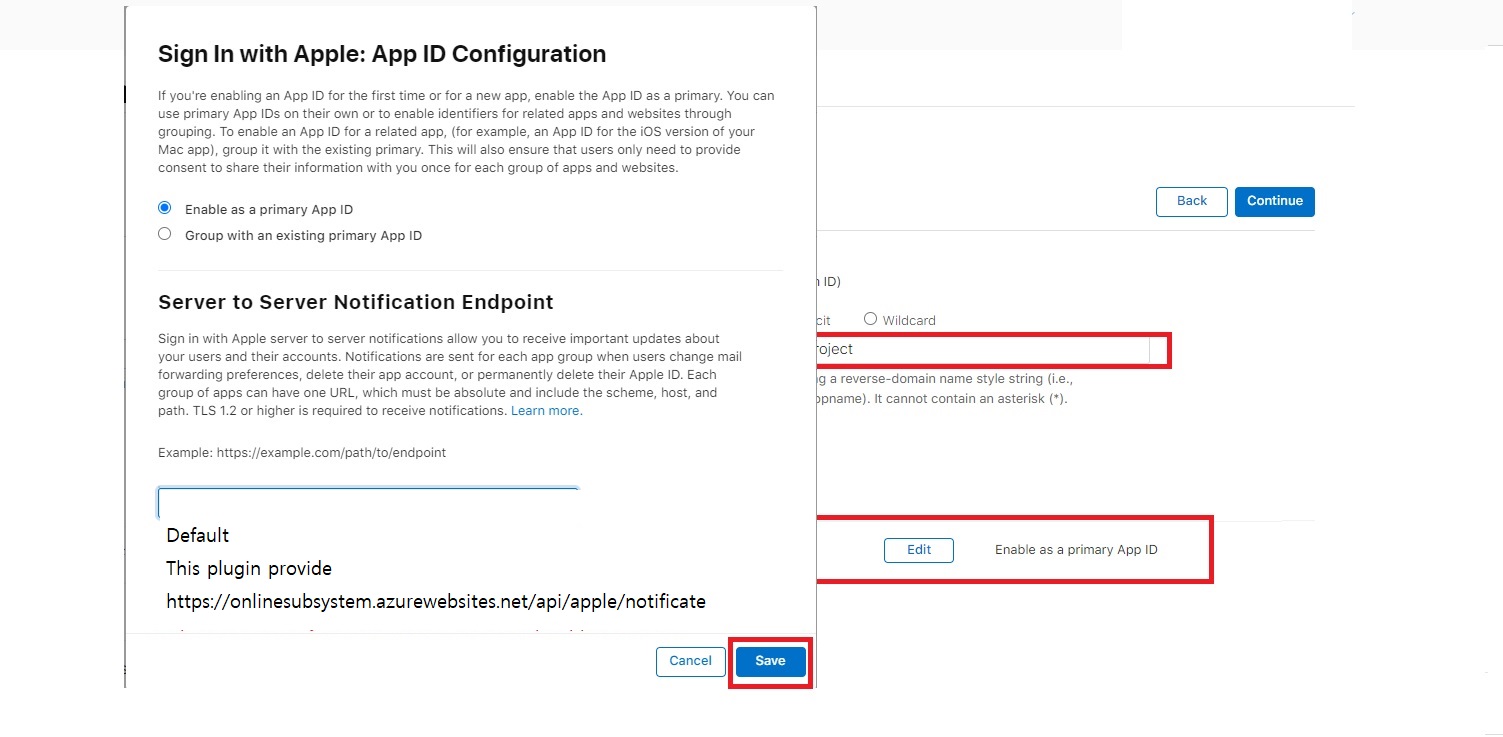 Sign In with Apple: App ID Configuration
If you're enabling an App ID for the first time or for a new app, enable the App ID as a primary. You can
use primary App IDs on their own or to enable identifiers for related apps and websites through
grouping. To enable an App ID for a related app, (for example, an App ID for the iOS version of your
Mac app), group it with the existing primary. This will also ensure that users only need to provide
consent to share their information with you once for each group of apps and websites.
Enable as a primary App ID
Group with an existing primary App ID
Server to Server Notification Endpoint
Sign in with Apple server to server notifications allow you to receive important updates about
your users and their accounts. Notifications are sent for each app group when users change mail
forwarding preferences, delete their app account, or permanently delete their Apple ID. Each
group of apps can have one URL, which must be absolute and include the scheme, host, and
path. TLS 1.2 or higher is required to receive notifications. Learn more.
Example: https://example.com/path/to/endpoint
Default
This plugin provide
https://onlinesubsystem.azurewebsites.net/api/apple/notificate
Cancel
Save
Back
Continue
ID)
Wildcard
a reverse-domain name style string (i.e.,
It cannot contain an asterisk (*).
Edit
Enable as a primary App ID